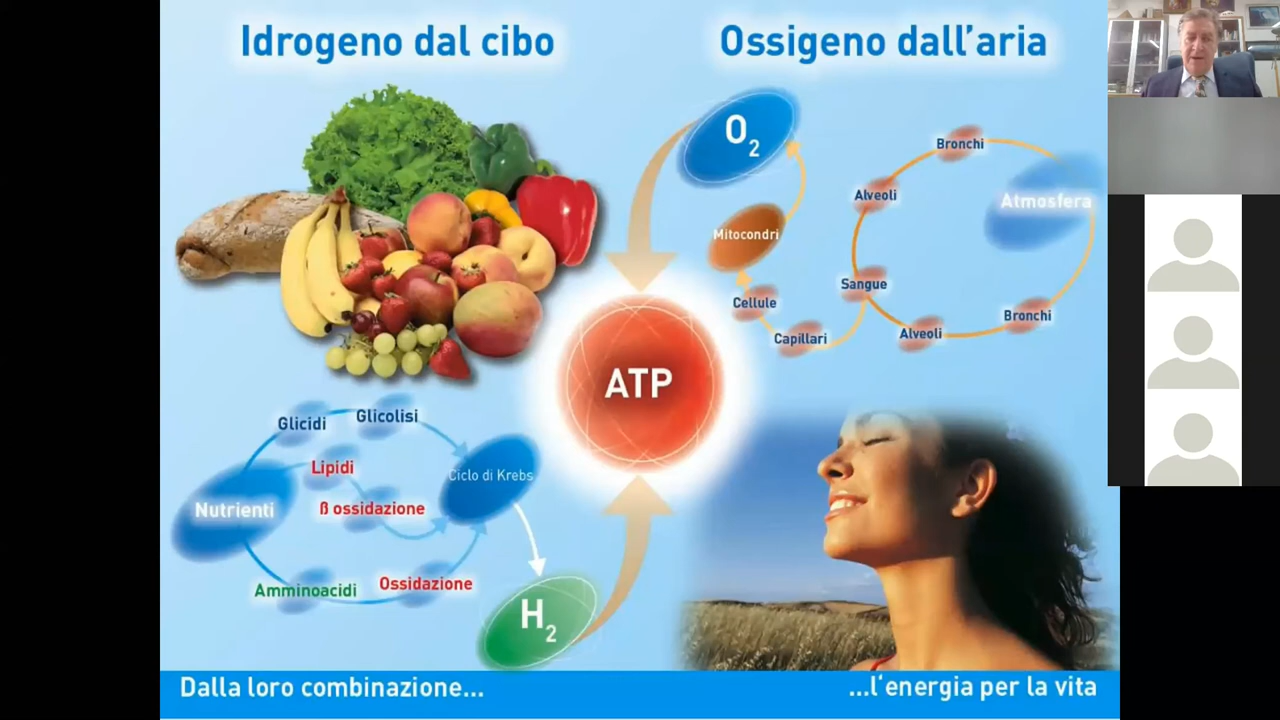 Idrogeno dal cibo
Ossigeno dall'aria
O2
Bronchi
Alveoli
Atmosfera
Mitocondri
Sangue
Cellule
Bronchi
Capillari
Alveoli
ATP
Glicidi
Glicolisi
Lipidi
Ciclo di Krebs
Nutrienti
ß ossidazione
Amminoacidi
Ossidazione
H2
Dalla loro combinazione...
...l'energia per la vita